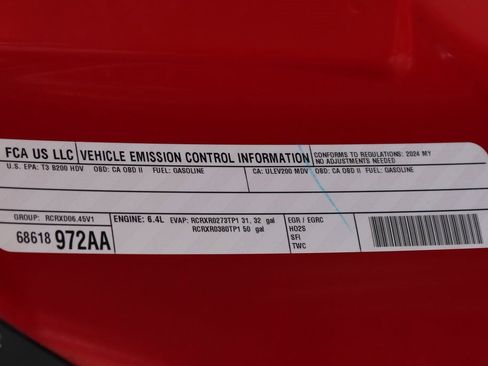 FCA US LLC VEHICLE EMISSION CONTROL INFORMATION CONFORMS TO REGULATIONS: 2024 MY
NO ADJUSTMENTS NEEDED
U.S. EPA: T3 B200 HDV OBD: CA OBD II FUEL: GASOLINE CA: ULEV200 MDV OBD: CA OBD II FUEL: GASOLINE
GROUP: RCRXD06.45V1 ENGINE: 6.4L EVAP: RCRXR0273TP1 31, 32 gal EGR / EGRC
RCRXR0380TP1 50 gal HO2S
68618 972AA SFI
TWC